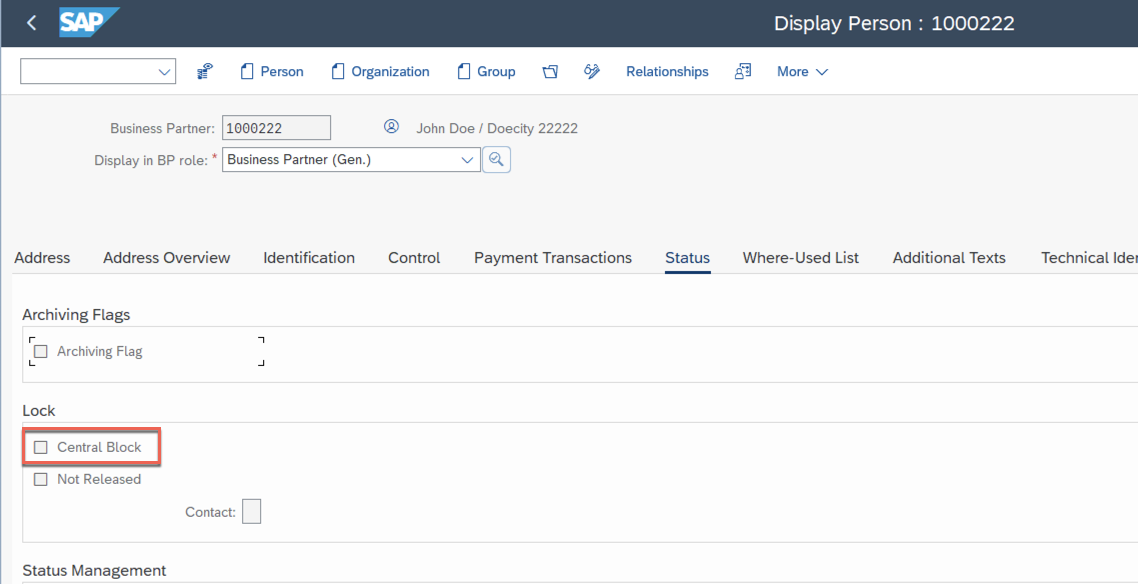 SAP Display Person : 1000222
Person Organization Group Relationships More
Business Partner: 1000222 John Doe / Doecity 22222
Display in BP role: * Business Partner (Gen.)
Address Address Overview Identification Control Payment Transactions Status Where-Used List Additional Texts Technical Iden
Archiving Flags
Archiving Flag
Lock
Central Block
Not Released
Contact:
Status Management